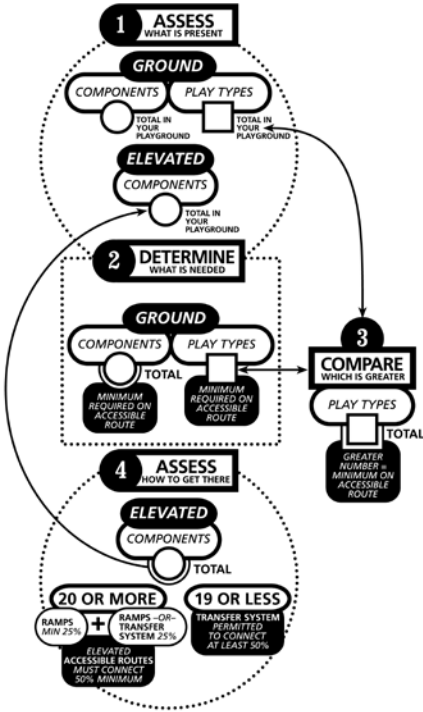 1 ASSESS
WHAT IS PRESENT
GROUND
COMPONENTS
PLAY TYPES
TOTAL IN
YOUR
PLAYGROUND
TOTAL IN
YOUR
PLAYGROUND
ELEVATED
COMPONENTS
TOTAL IN
YOUR
PLAYGROUND
2 DETERMINE
WHAT IS NEEDED
GROUND
COMPONENTS
PLAY TYPES
TOTAL
MINIMUM
REQUIRED ON
ACCESSIBLE
ROUTE
MINIMUM
REQUIRED ON
ACCESSIBLE
ROUTE
3
COMPARE
WHICH IS GREATER
PLAY TYPES
TOTAL
GREATER
NUMBER =
MINIMUM ON
ACCESSIBLE
ROUTE
4 ASSESS
HOW TO GET THERE
ELEVATED
COMPONENTS
TOTAL
20 OR MORE
RAMPS
MIN 25%
+
RAMPS –OR–
TRANSFER
SYSTEM 25%
ELEVATED
ACCESSIBLE ROUTES
MUST CONNECT
50% MINIMUM
19 OR LESS
TRANSFER SYSTEM
PERMITTED
TO CONNECT
AT LEAST 50%